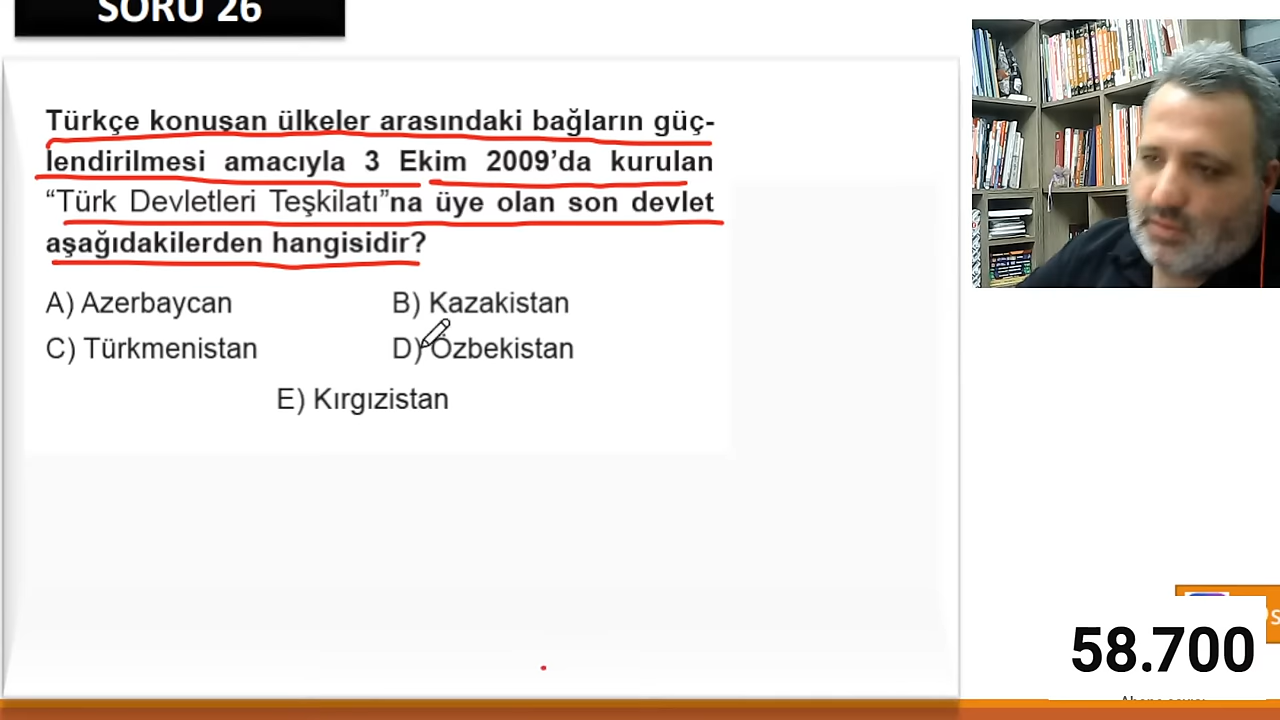 SORU 26
Türkçe konuşan ülkeler arasındaki bağların güç-
lendirilmesi amacıyla 3 Ekim 2009’da kurulan
“Türk Devletleri Teşkilatı”na üye olan son devlet
aşağıdakilerden hangisidir?
A) Azerbaycan
B) Kazakistan
C) Türkmenistan
D) Özbekistan
E) Kırgızistan
58.700